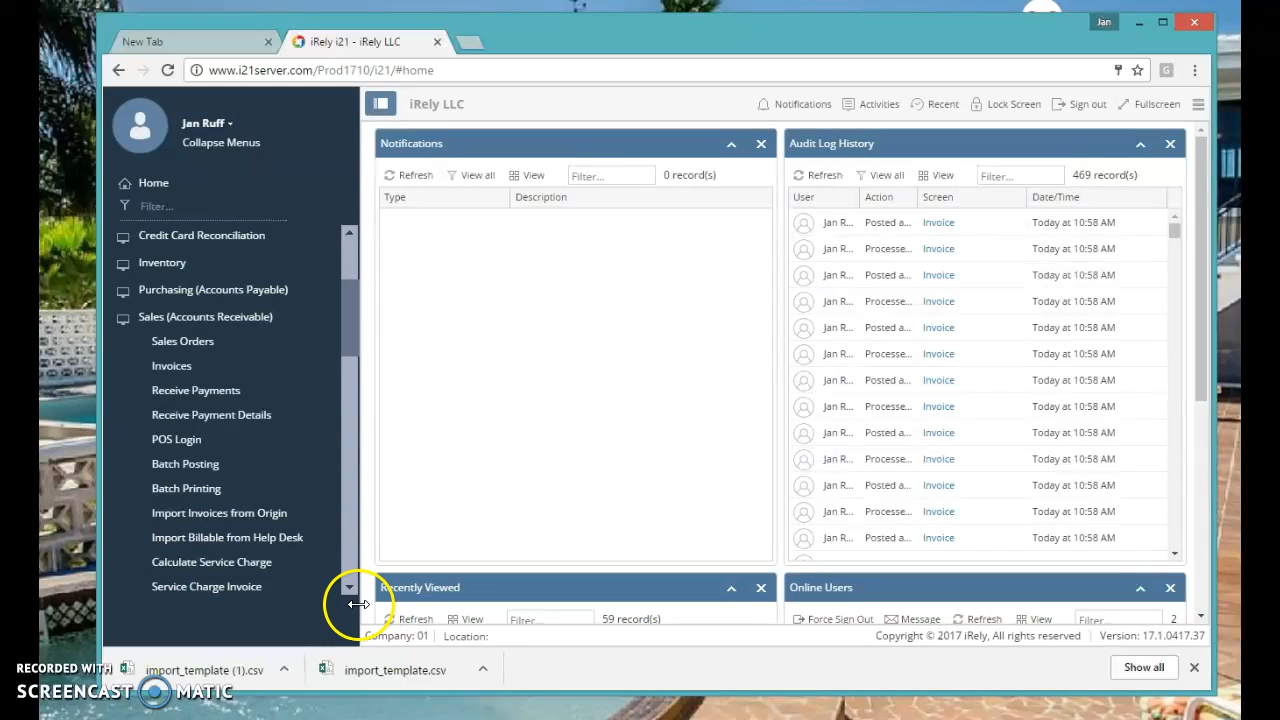 Jan
New Tab
iRely i21 - iRely LLC
www.i21server.com/Prod1710/i21/#home
Jan Ruff
Collapse Menus
Home
Filter...
Credit Card Reconciliation
Inventory
Purchasing (Accounts Payable)
Sales (Accounts Receivable)
Sales Orders
Invoices
Receive Payments
Receive Payment Details
POS Login
Batch Posting
Batch Printing
Import Invoices from Origin
Import Billable from Help Desk
Calculate Service Charge
Service Charge Invoice
iRely LLC
Notifications Activities Recent Lock Screen Sign out Fullscreen
Notifications
Refresh View all View Filter... 0 record(s)
Type Description
Audit Log History
Refresh View all View Filter... 469 record(s)
User Action Screen Date/Time
Jan R... Posted a... Invoice Today at 10:58 AM
Jan R... Processe... Invoice Today at 10:58 AM
Jan R... Posted a... Invoice Today at 10:58 AM
Jan R... Processe... Invoice Today at 10:58 AM
Jan R... Posted a... Invoice Today at 10:58 AM
Jan R... Processe... Invoice Today at 10:58 AM
Jan R... Posted a... Invoice Today at 10:58 AM
Jan R... Processe... Invoice Today at 10:58 AM
Jan R... Posted a... Invoice Today at 10:58 AM
Jan R... Processe... Invoice Today at 10:58 AM
Jan R... Posted a... Invoice Today at 10:58 AM
Jan R... Processe... Invoice Today at 10:58 AM
Jan R... Posted a... Invoice Today at 10:58 AM
Recently Viewed
Refresh View Filter... 59 record(s)
Online Users
Force Sign Out Message Refresh View Filter... 2
Company: 01 Location:
Copyright © 2017 iRely, All rights reserved Version: 17.1.0417.37
import_template (1).csv
import_template.csv
Show all
RECORDED WITH
SCREENCAST MATIC
G